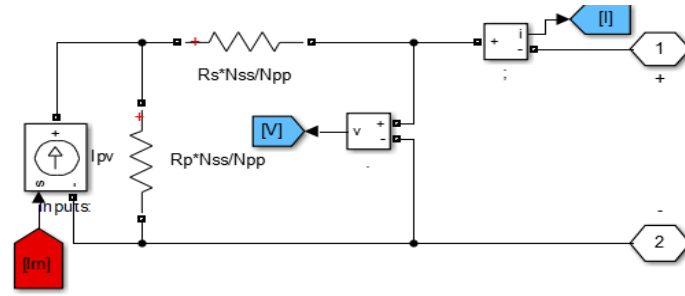 [I]
+
i
-
1
+
Rs*Nss/Npp
;
[V]
v
+
-
.
+
Ipv
s
-
+
Rp*Nss/Npp
Inputs:
[Im]
-
2